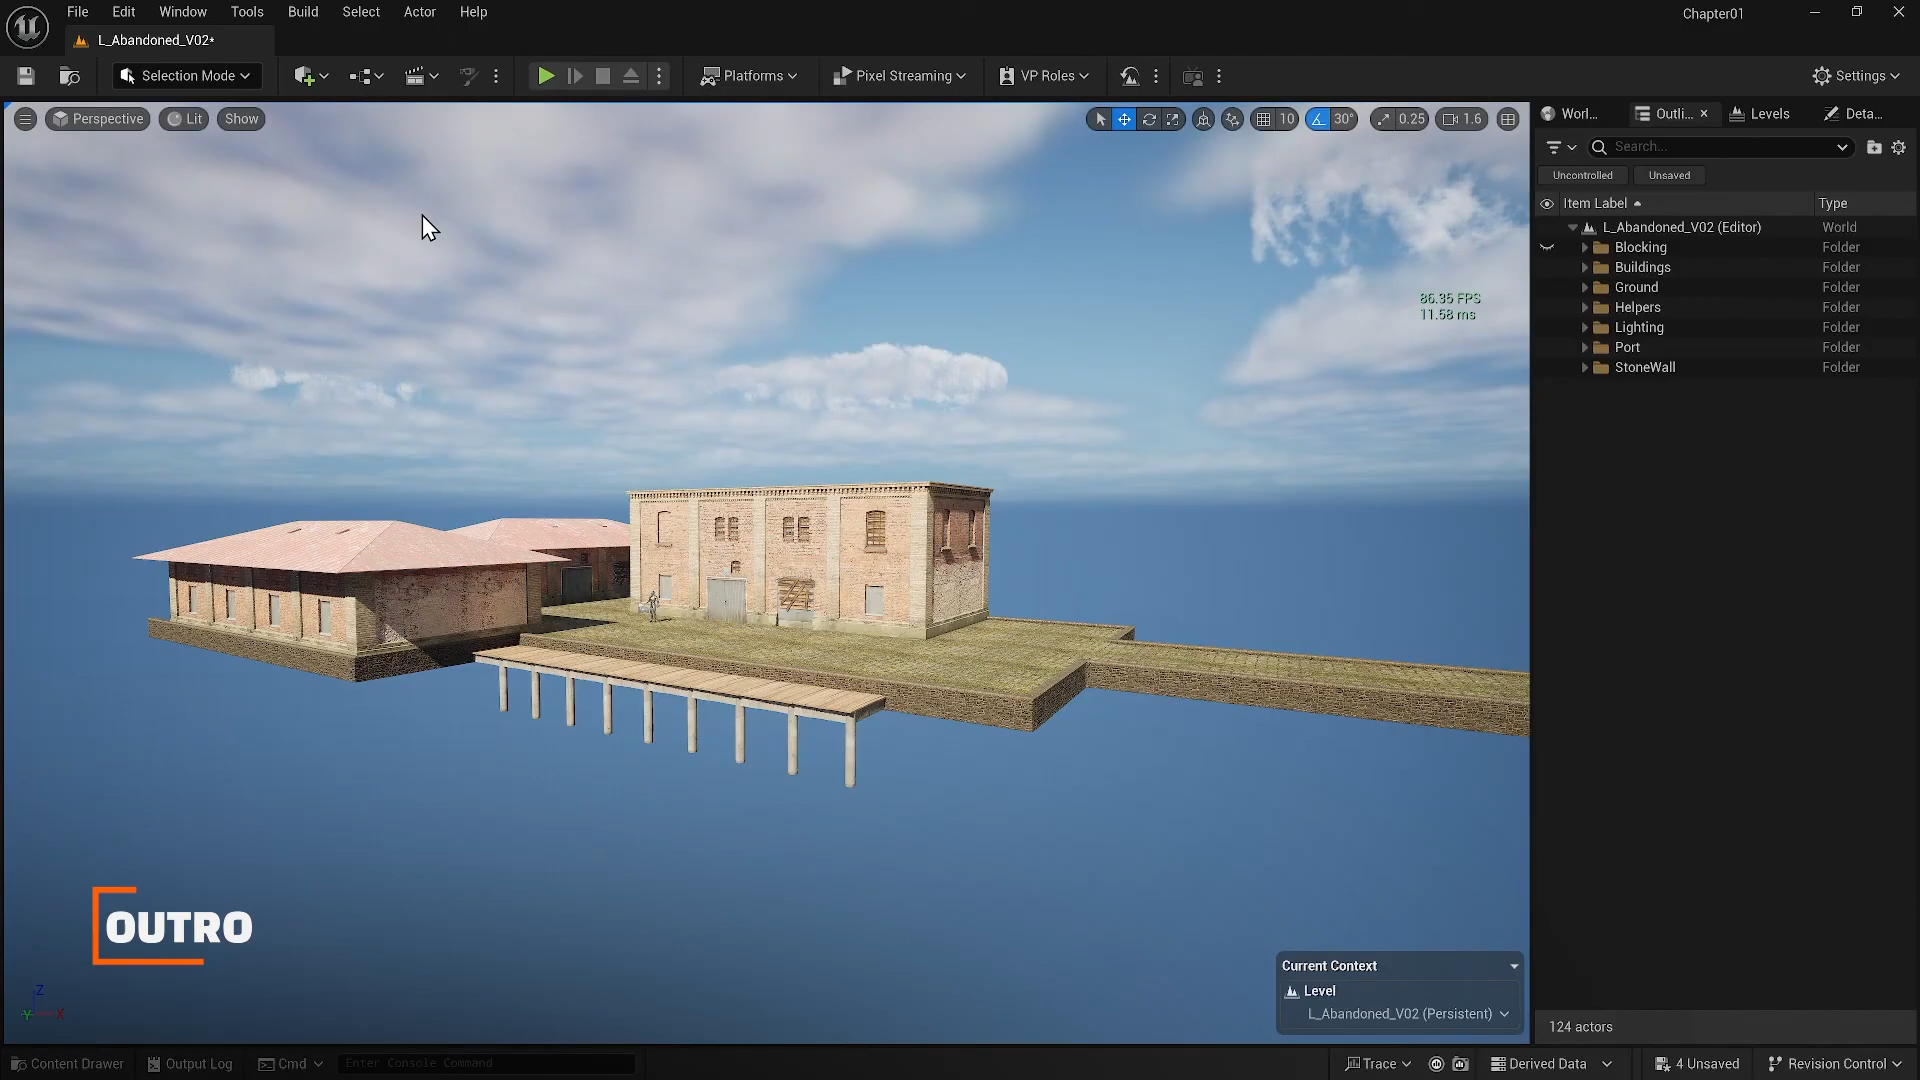 File Edit Window Tools Build Select Actor Help
Chapter01
L_Abandoned_V02*
Selection Mode
Platforms
Pixel Streaming
VP Roles
Settings
Perspective
Lit
Show
10
30°
0.25
1.6
Worl...
Outli...
Levels
Deta...
Search...
Uncontrolled
Unsaved
Item Label
Type
L_Abandoned_V02 (Editor) World
Blocking Folder
Buildings Folder
Ground Folder
Helpers Folder
Lighting Folder
Port Folder
StoneWall Folder
86.35 FPS
11.58 ms
OUTRO
Z
Y
X
Current Context
Level
L_Abandoned_V02 (Persistent)
124 actors
Content Drawer
Output Log
Cmd
Enter Console Command
Trace
Derived Data
4 Unsaved
Revision Control